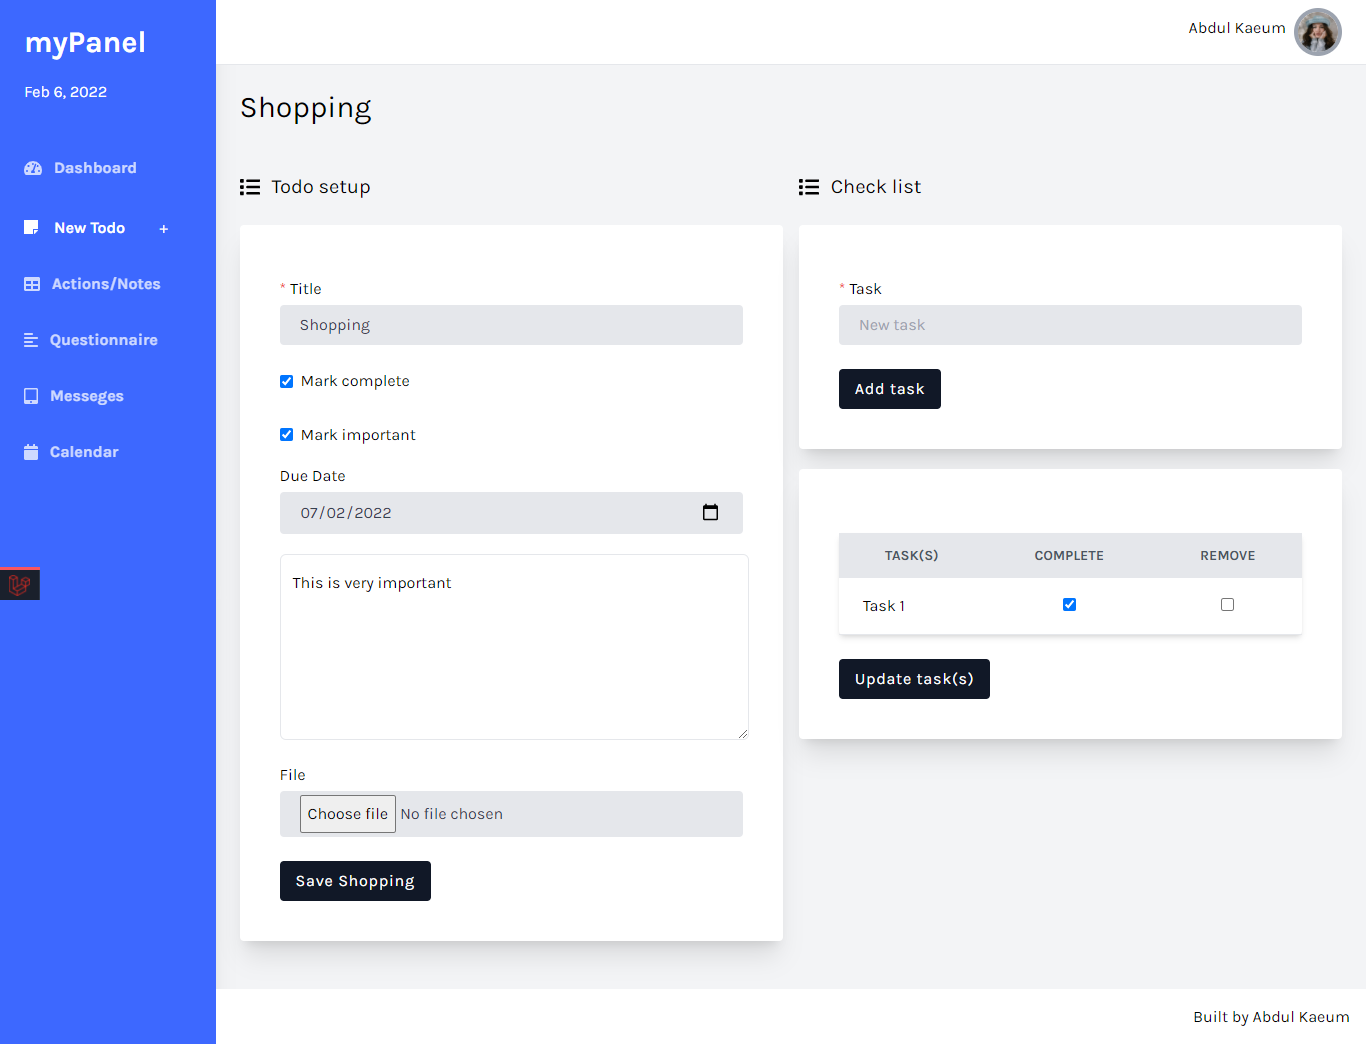 myPanel
Feb 6, 2022
Dashboard
New Todo +
Actions/Notes
Questionnaire
Messeges
Calendar
Abdul Kaeum
Shopping
Todo setup
* Title
Shopping
Mark complete
Mark important
Due Date
07/02/2022
This is very important
File
Choose file No file chosen
Save Shopping
Check list
* Task
New task
Add task
TASK(S) COMPLETE REMOVE
Task 1
Update task(s)
Built by Abdul Kaeum